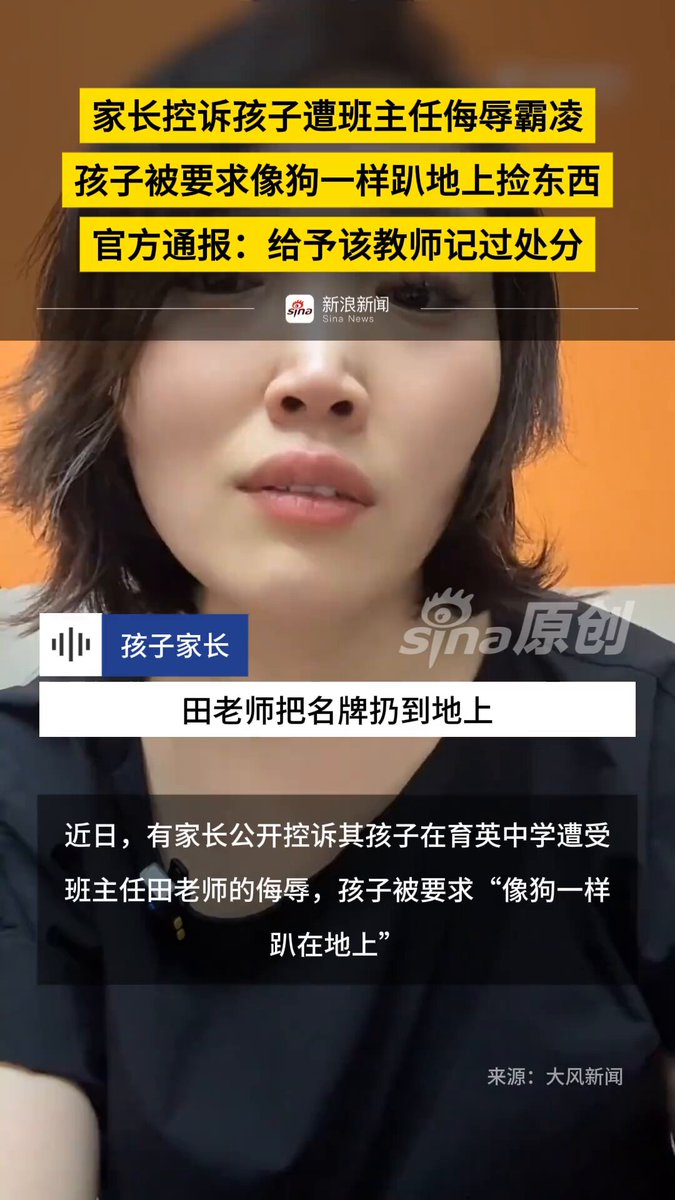 家长控诉孩子遭班主任侮辱霸凌
孩子被要求像狗一样趴地上捡东西
官方通报：给予该教师记过处分
sina
新浪新闻
Sina News
sina原创
孩子家长
田老师把名牌扔到地上
近日，有家长公开控诉其孩子在育英中学遭受
班主任田老师的侮辱，孩子被要求“像狗一样
趴在地上”
来源：大风新闻